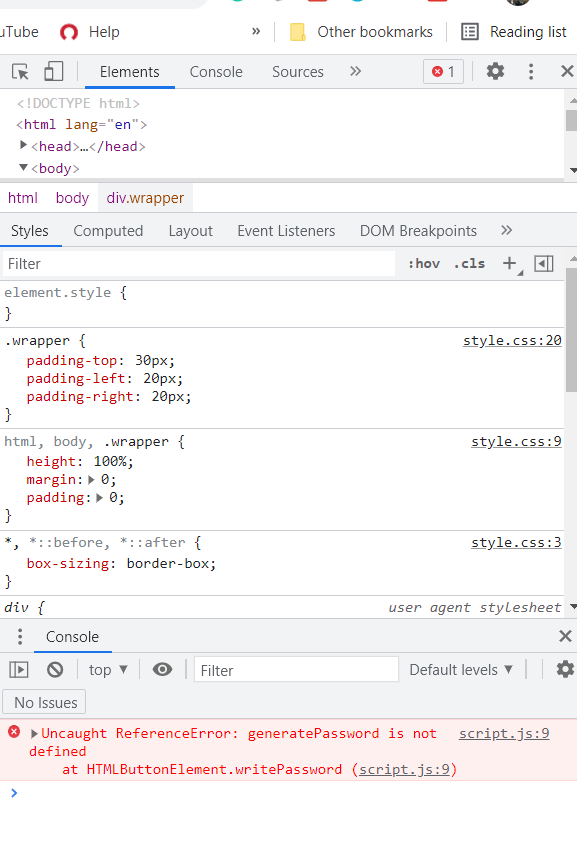 uTube Help » Other bookmarks Reading list
Elements Console Sources » 1
<!DOCTYPE html>
<html lang="en">
<head>…</head>
<body>
html body div.wrapper
Styles Computed Layout Event Listeners DOM Breakpoints »
Filter :hov .cls +
element.style {
}
.wrapper { style.css:20
padding-top: 30px;
padding-left: 20px;
padding-right: 20px;
}
html, body, .wrapper { style.css:9
height: 100%;
margin: 0;
padding: 0;
}
*, *::before, *::after { style.css:3
box-sizing: border-box;
}
div { user agent stylesheet
Console
top Filter Default levels
No Issues
Uncaught ReferenceError: generatePassword is not script.js:9
defined
at HTMLButtonElement.writePassword (script.js:9)